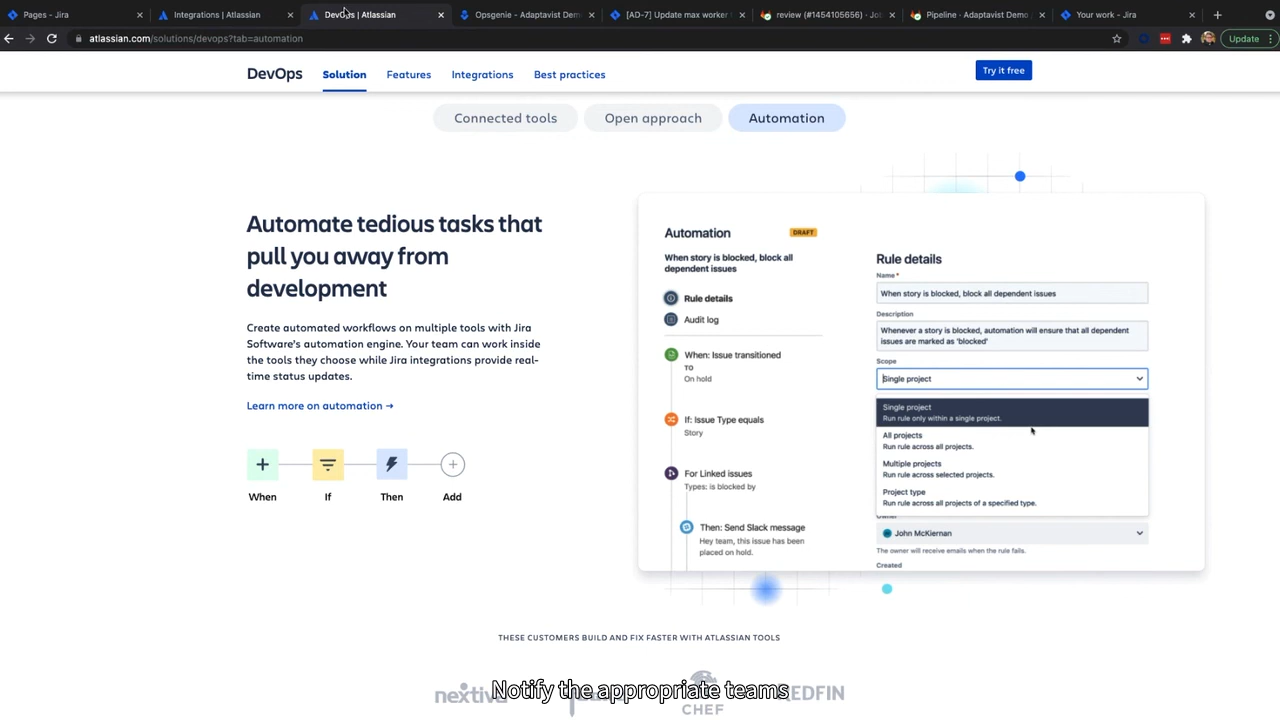 Pages - Jira
Integrations | Atlassian
DevOps | Atlassian
Opsgenie - Adaptavist Dem
[AD-7] Update max worker
review (#1454105656) · Jo
Pipeline · Adaptavist Demo
Your work - Jira
atlassian.com/solutions/devops?tab=automation
Update
DevOps
Solution
Features
Integrations
Best practices
Try it free
Connected tools
Open approach
Automation
Automate tedious tasks that
pull you away from
development
Create automated workflows on multiple tools with Jira
Software's automation engine. Your team can work inside
the tools they choose while Jira integrations provide real-
time status updates.
Learn more on automation →
When
If
Then
Add
Automation
DRAFT
When story is blocked, block all
dependent issues
Rule details
Audit log
When: Issue transitioned
TO
On hold
If: Issue Type equals
Story
For Linked issues
Types: is blocked by
Then: Send Slack message
Hey team, this issue has been
placed on hold.
Rule details
Name *
When story is blocked, block all dependent issues
Description
Whenever a story is blocked, automation will ensure that all dependent
issues are marked as 'blocked'
Scope
Single project
Single project
Run rule only within a single project.
All projects
Run rule across all projects.
Multiple projects
Run rule across selected projects.
Project type
Run rule across all projects of a specified type.
Owner
John McKiernan
The owner will receive emails when the rule fails.
Created
THESE CUSTOMERS BUILD AND FIX FASTER WITH ATLASSIAN TOOLS
nextiva
CHEF
REDFIN
Notify the appropriate teams